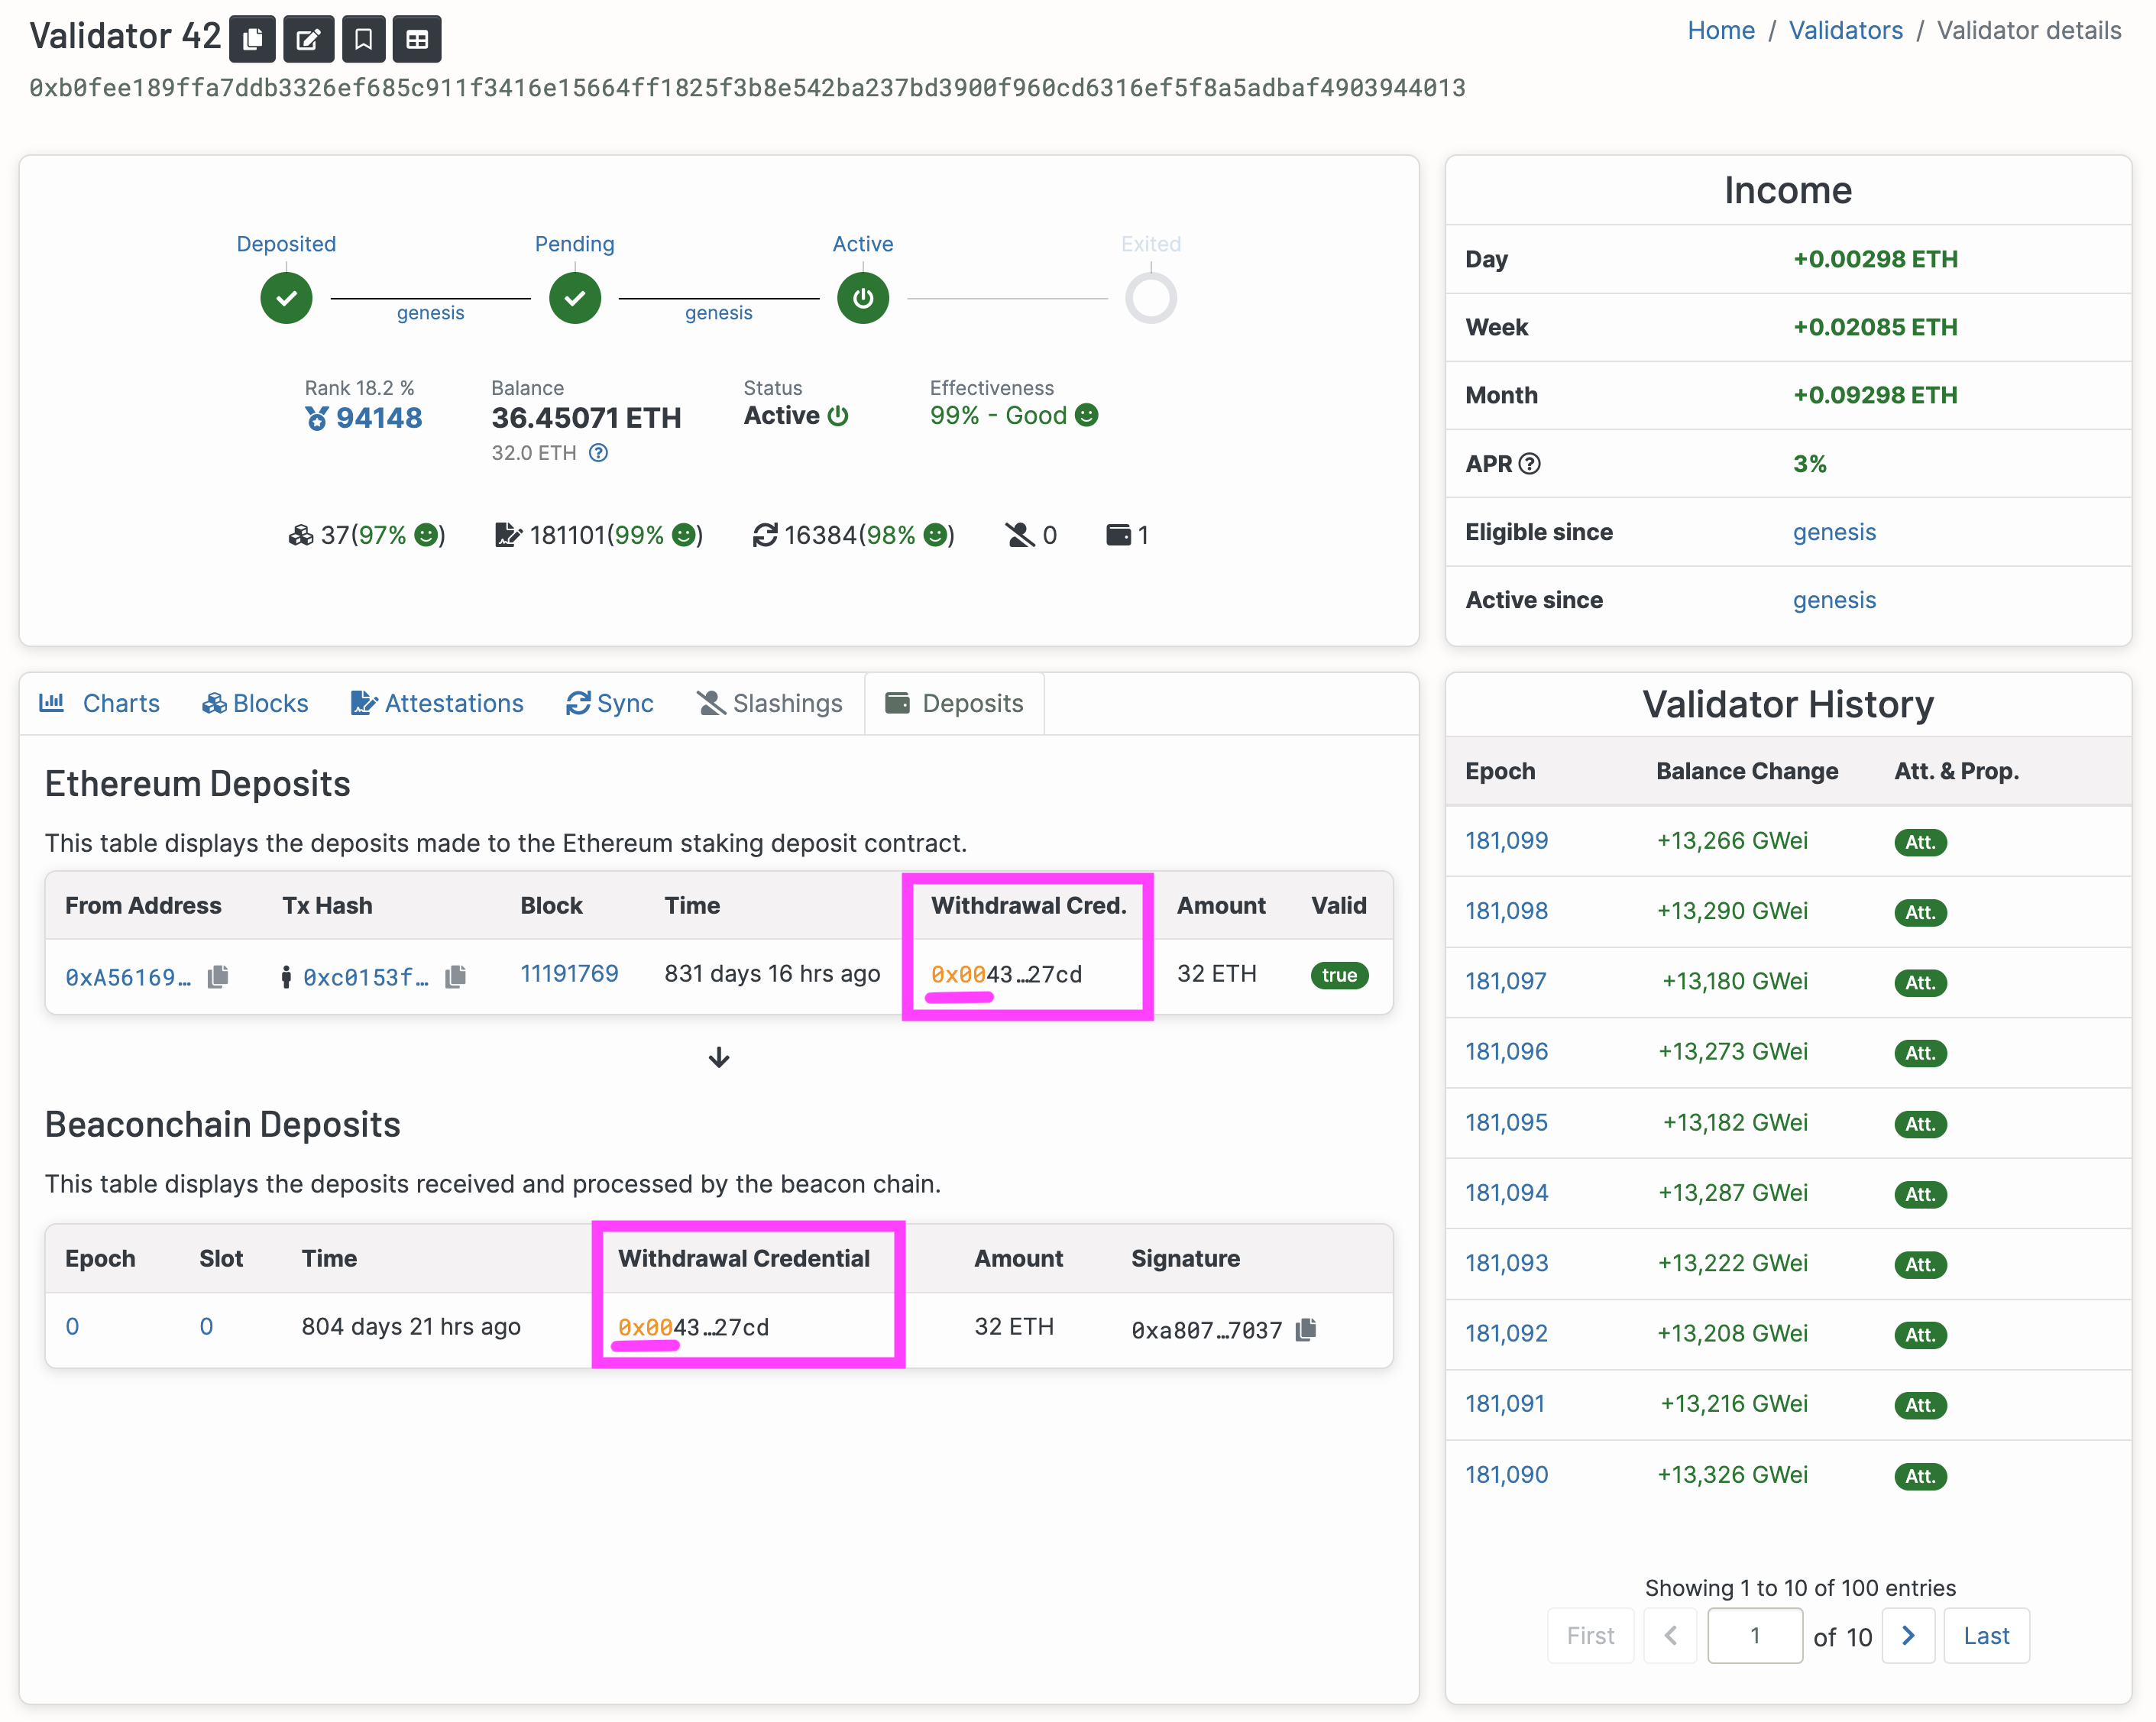 Validator 42
Home / Validators / Validator details
0xb0fee189ffa7ddb3326ef685c911f3416e15664ff1825f3b8e542ba237bd3900f960cd6316ef5f8a5adbaf4903944013
Deposited Pending Active Exited
genesis genesis
Rank 18.2 % Balance Status Effectiveness
94148 36.45071 ETH Active 99% - Good
32.0 ETH
37(97% ) 181101(99% ) 16384(98% ) 0 1
Income
Day +0.00298 ETH
Week +0.02085 ETH
Month +0.09298 ETH
APR 3%
Eligible since genesis
Active since genesis
Charts Blocks Attestations Sync Slashings Deposits
Ethereum Deposits
This table displays the deposits made to the Ethereum staking deposit contract.
From Address Tx Hash Block Time Withdrawal Cred. Amount Valid
0xA56169… 0xc0153f… 11191769 831 days 16 hrs ago 0x0043…27cd 32 ETH true
Beaconchain Deposits
This table displays the deposits received and processed by the beacon chain.
Epoch Slot Time Withdrawal Credential Amount Signature
0 0 804 days 21 hrs ago 0x0043…27cd 32 ETH 0xa807…7037
Validator History
Epoch Balance Change Att. & Prop.
181,099 +13,266 GWei Att.
181,098 +13,290 GWei Att.
181,097 +13,180 GWei Att.
181,096 +13,273 GWei Att.
181,095 +13,182 GWei Att.
181,094 +13,287 GWei Att.
181,093 +13,222 GWei Att.
181,092 +13,208 GWei Att.
181,091 +13,216 GWei Att.
181,090 +13,326 GWei Att.
Showing 1 to 10 of 100 entries
First 1 of 10 Last